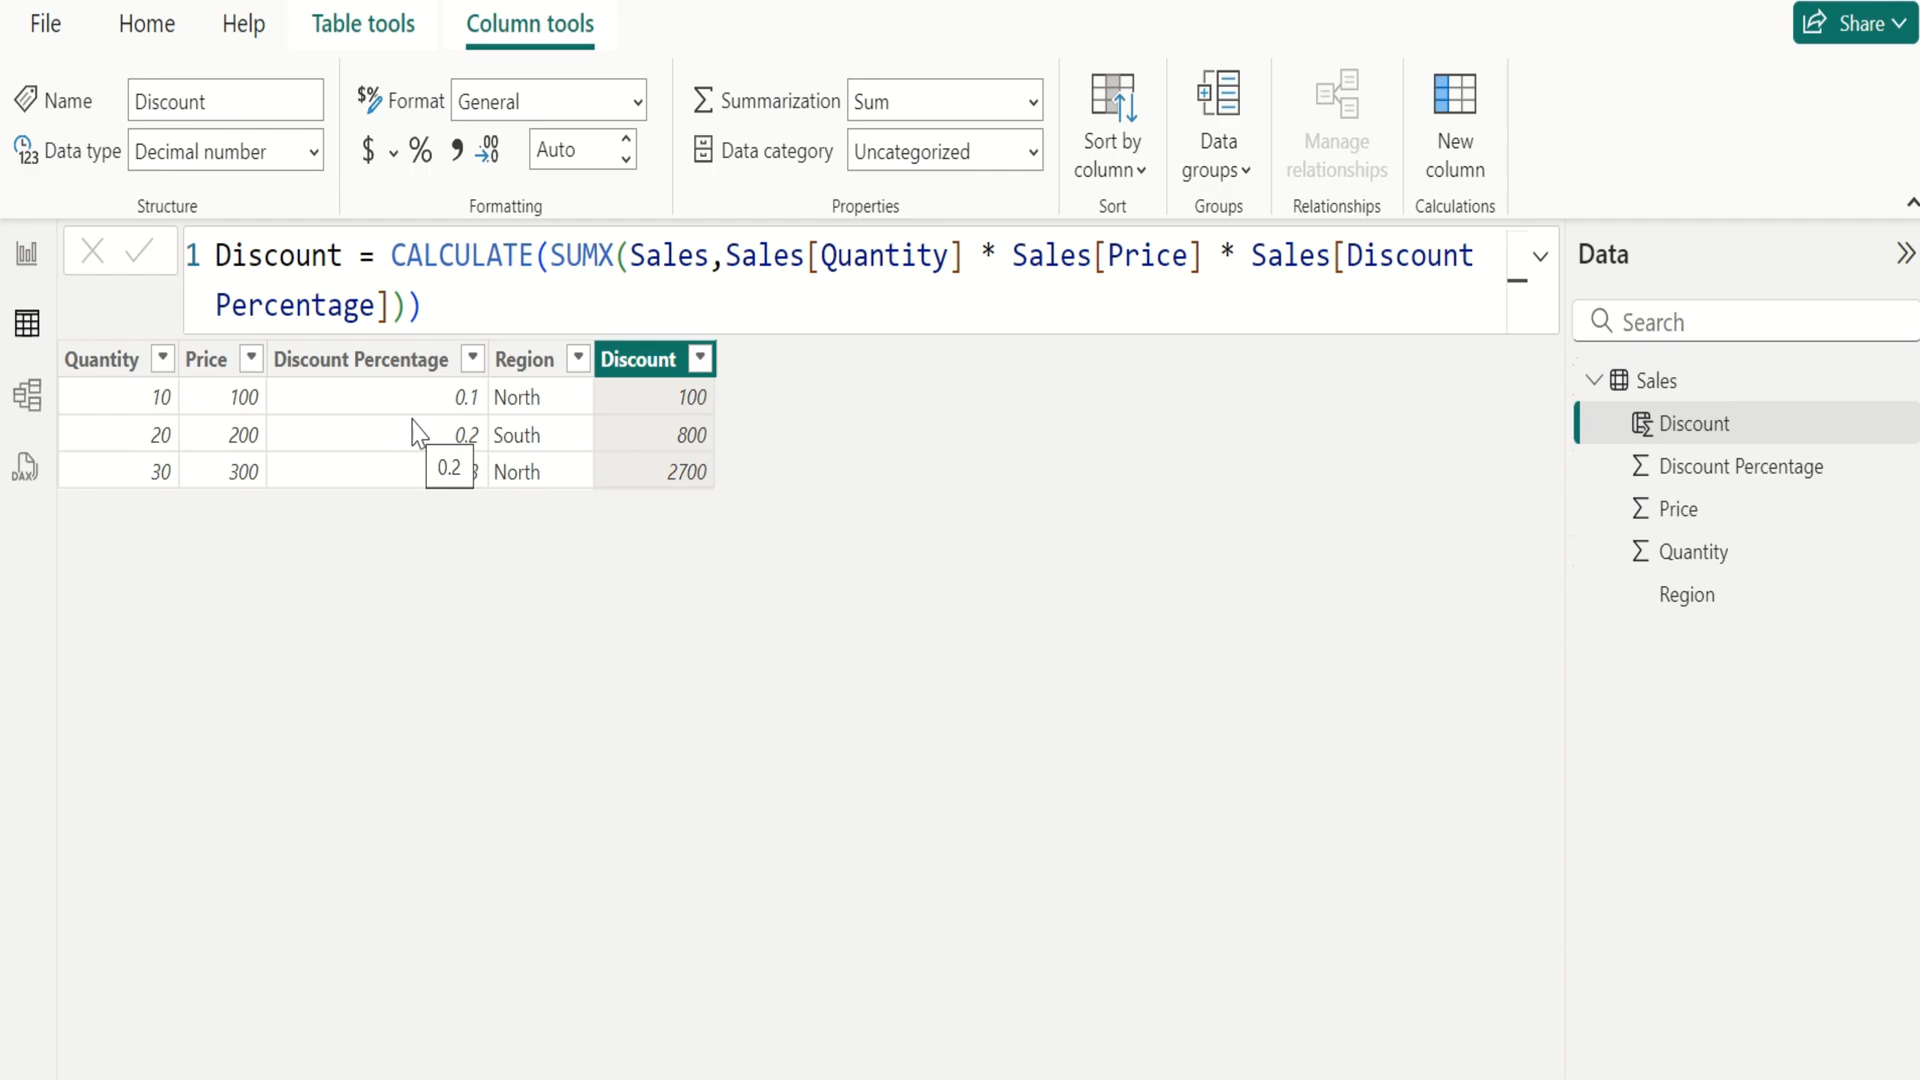 File Home Help Table tools Column tools Share
Name Discount $% Format General Summarization Sum
Data type Decimal number $ % , .00 Auto Data category Uncategorized
Sort by column Data groups Manage relationships New column
Structure Formatting Properties Sort Groups Relationships Calculations
1 Discount = CALCULATE(SUMX(Sales,Sales[Quantity] * Sales[Price] * Sales[Discount
Percentage]))
Data
Search
Quantity Price Discount Percentage Region Discount
10 100 0.1 North 100
20 200 0.2 South 800
0.2
30 300 3 North 2700
DAX
Sales
Discount
Discount Percentage
Price
Quantity
Region